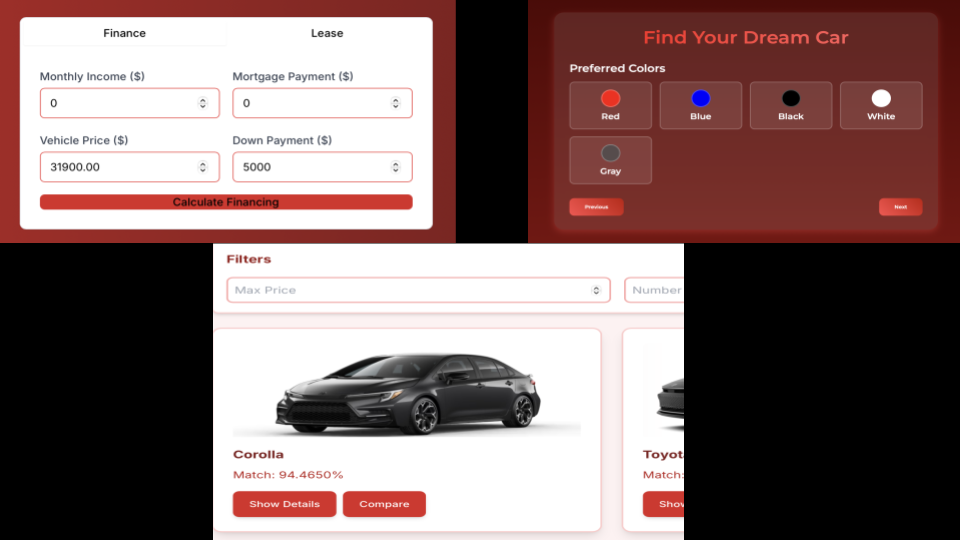 Finance
Lease
Monthly Income ($)
Mortgage Payment ($)
0
0
Vehicle Price ($)
Down Payment ($)
31900.00
5000
Calculate Financing
Find Your Dream Car
Preferred Colors
Red
Blue
Black
White
Gray
Previous
Next
Filters
Max Price
Number
Corolla
Match: 94.4650%
Show Details
Compare
Toyot
Match:
Show